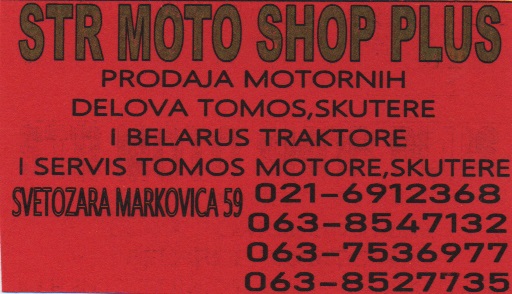 STR MOTO SHOP PLUS
PRODAJA MOTORNIH
DELOVA TOMOS,SKUTERE
I BELARUS TRAKTORE
I SERVIS TOMOS MOTORE,SKUTERE
SVETOZARA MARKOVICA 59 021-6912368
063-8547132
063-7536977
063-8527735